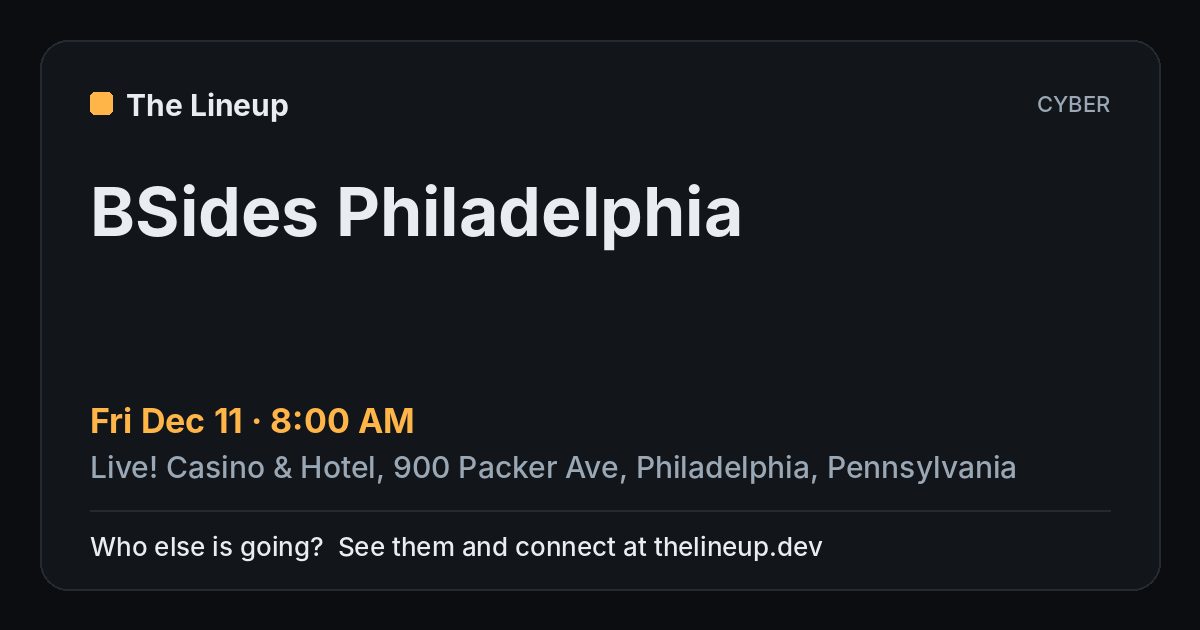 The Lineup
CYBER
BSides Philadelphia
Fri Dec 11 · 8:00 AM
Live! Casino & Hotel, 900 Packer Ave, Philadelphia, Pennsylvania
Who else is going? See them and connect at thelineup.dev